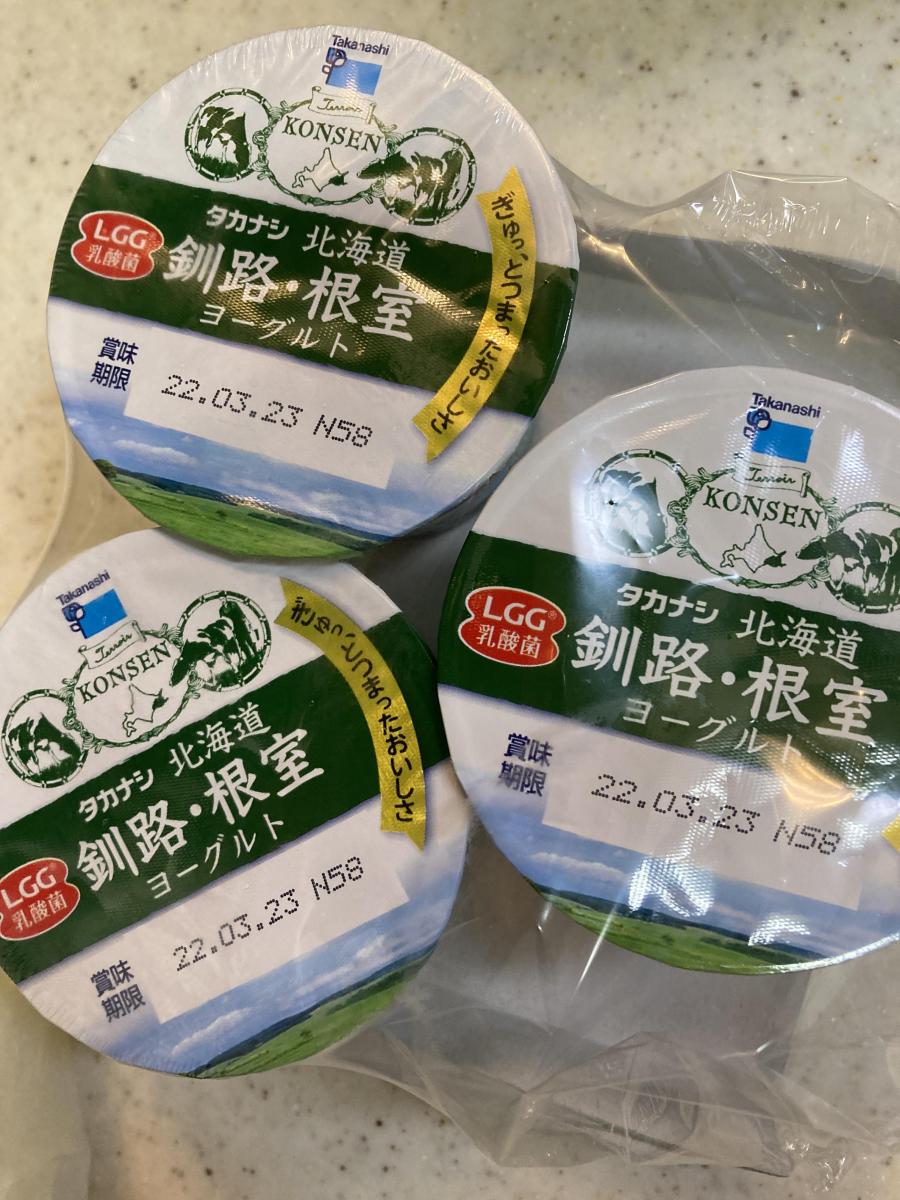 Takanashi
Terroir
KONSEN
タカナシ 北海道
LGG
乳酸菌
釧路・根室
ヨーグルト
ぎゅっ、とつまったおいしさ
賞味
期限
22.03.23 N58
Takanashi
Terroir
KONSEN
タカナシ 北海道
LGG®
乳酸菌
釧路・根室
ヨーグルト
賞味
期限
22.03.23 N58
Takanashi
Terroir
KONSEN
タカナシ 北海道
釧路・根室
ヨーグルト
LGG®
乳酸菌
ぎゅっ、とつまったおいしさ
賞味
期限
22.03.23 N58